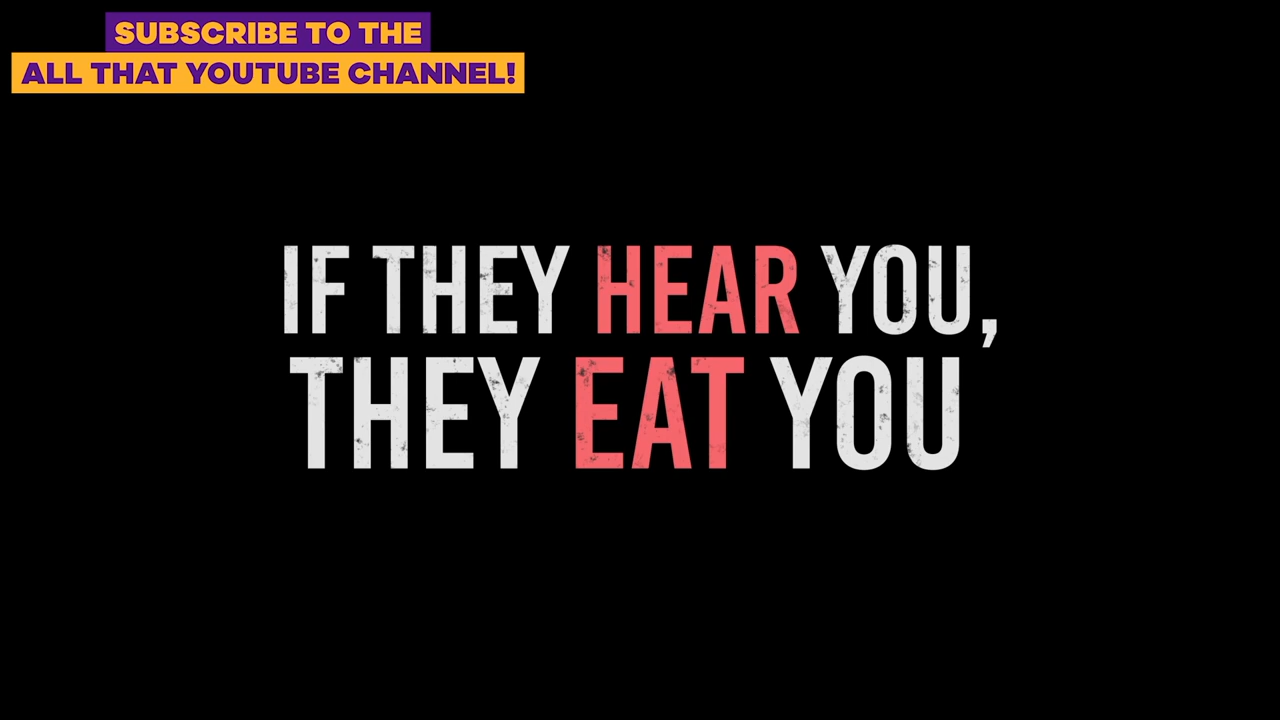 SUBSCRIBE TO THE
ALL THAT YOUTUBE CHANNEL!
IF THEY HEAR YOU,
THEY EAT YOU